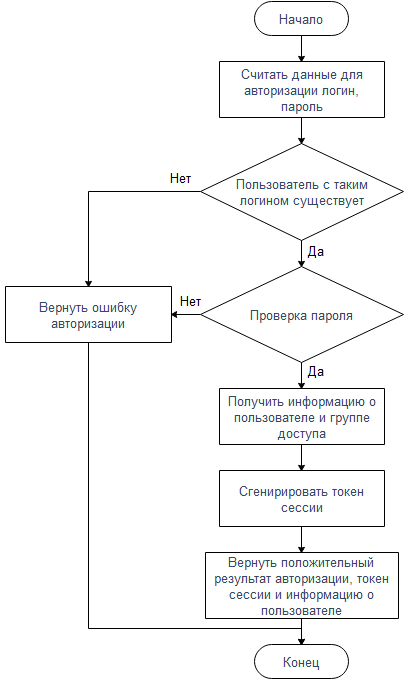 Начало
Считать данные для
авторизации логин,
пароль
Нет
Пользователь с таким
логином существует
Да
Вернуть ошибку
авторизации
Нет
Проверка пароля
Да
Получить информацию о
пользователе и группе
доступа
Сгенирировать токен
сессии
Вернуть положительный
результат авторизации, токен
сессии и информацию о
пользователе
Конец